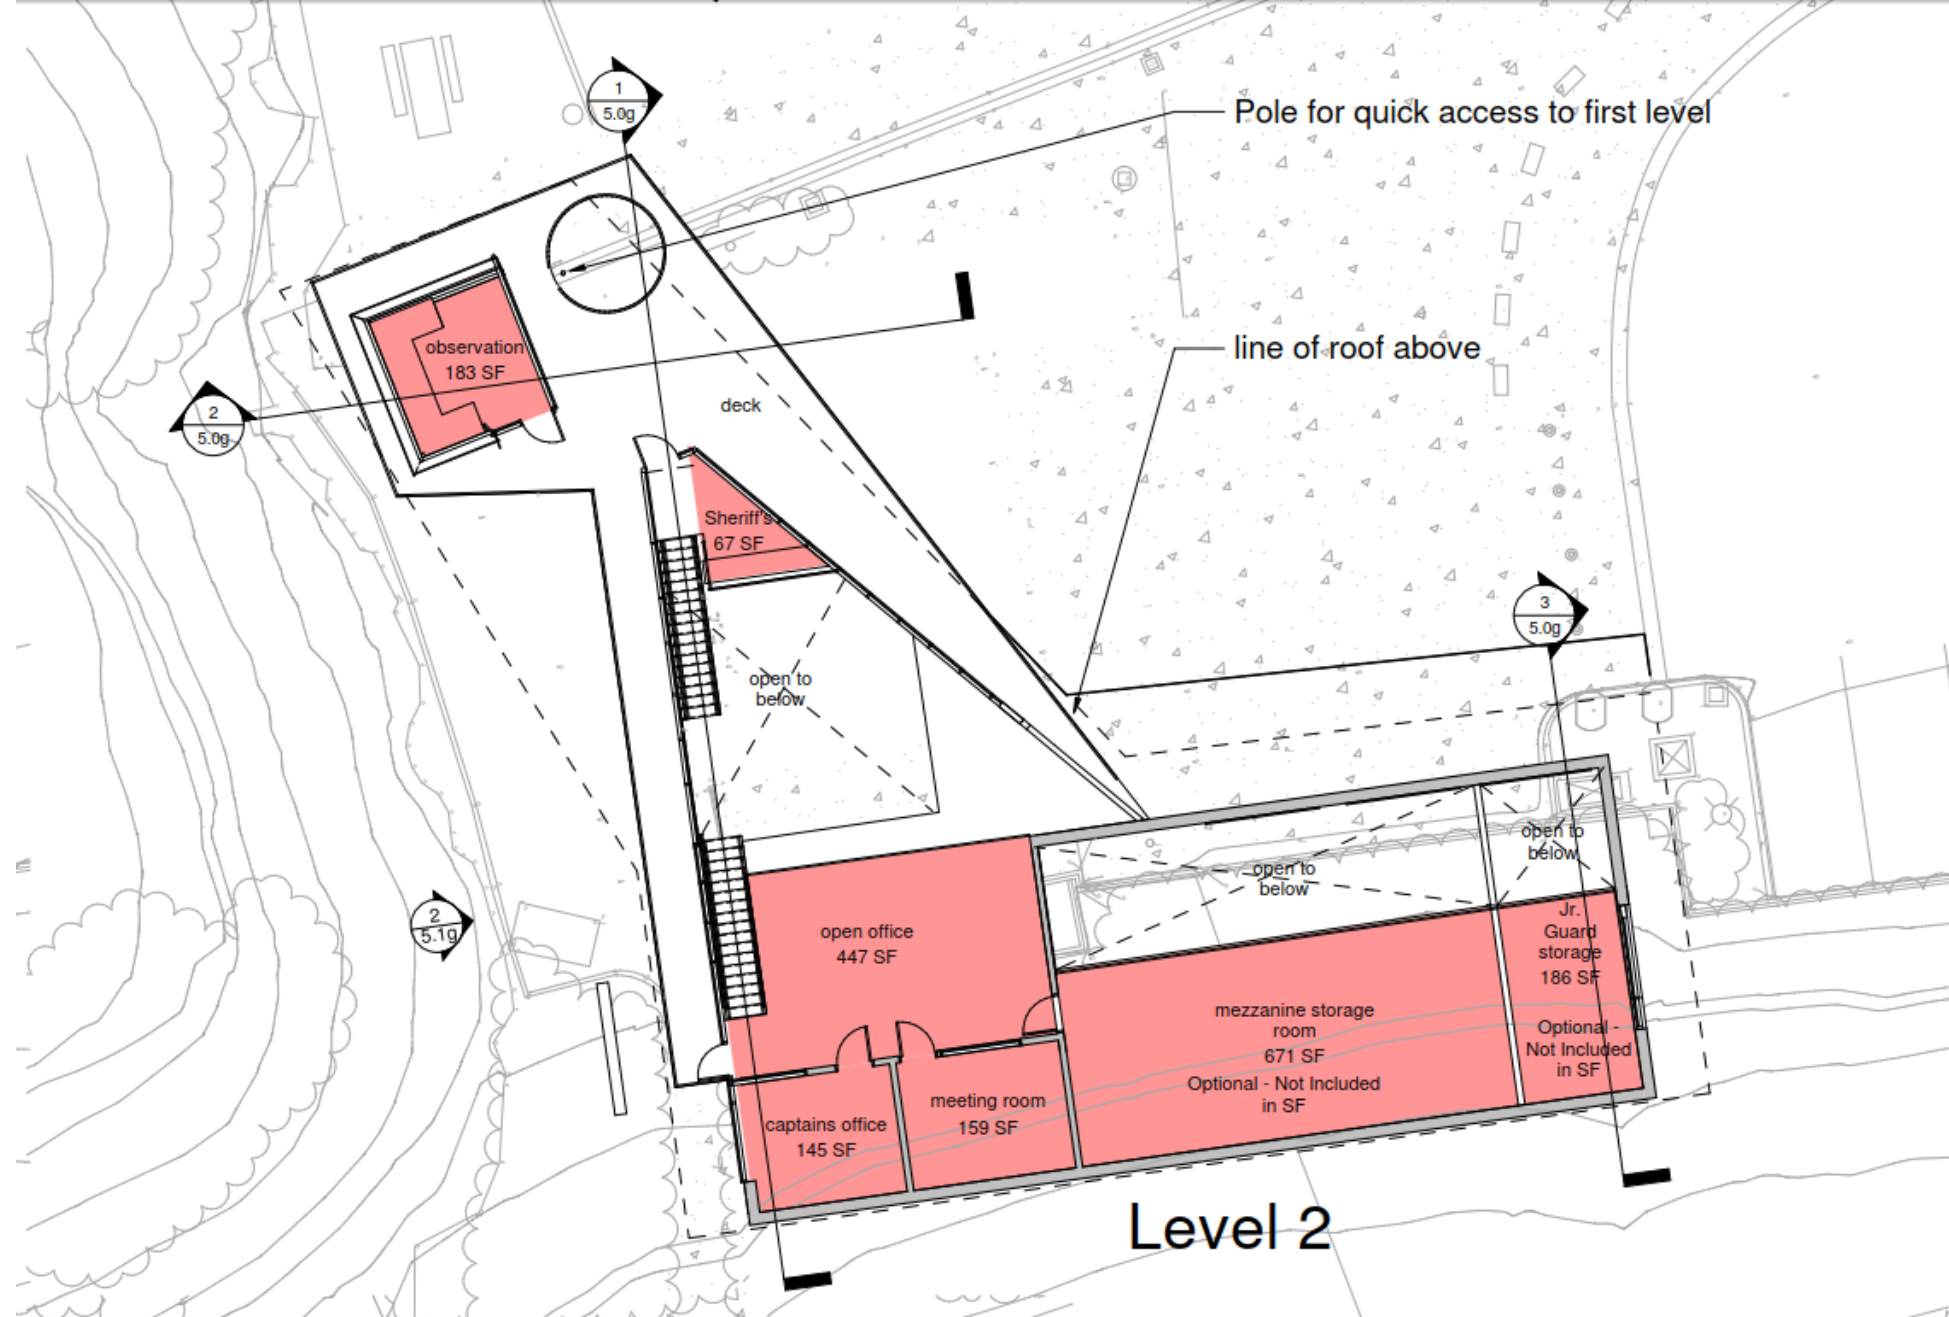 1
5.0g
Pole for quick access to first level
observation
183 SF
line of roof above
2
5.0g
deck
Sheriff's
67 SF
3
5.0g
open to
below
open to
below
open to
below
2
5.1g
open office
447 SF
Jr.
Guard
storage
186 SF
Optional -
Not Included
in SF
mezzanine storage
room
671 SF
Optional - Not Included
in SF
captains office
145 SF
meeting room
159 SF
Level 2